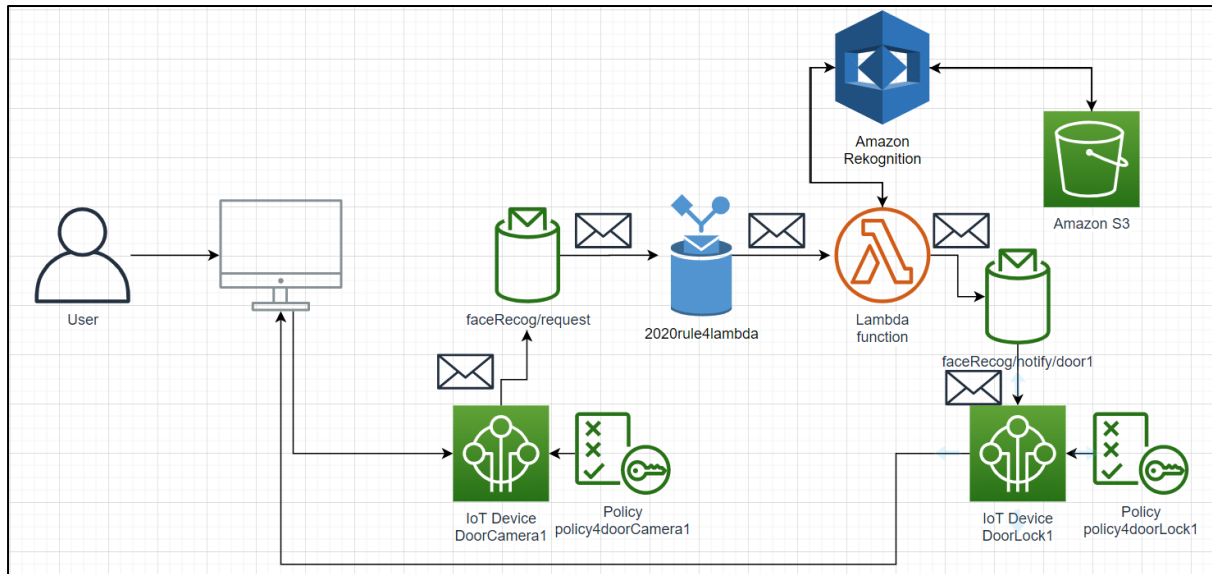 Amazon
Rekognition
Amazon S3
User
faceRecog/request
2020rule4lambda
Lambda
function
faceRecog/notify/door1
IoT Device
DoorCamera1
Policy
policy4doorCamera1
IoT Device
DoorLock1
Policy
policy4doorLock1